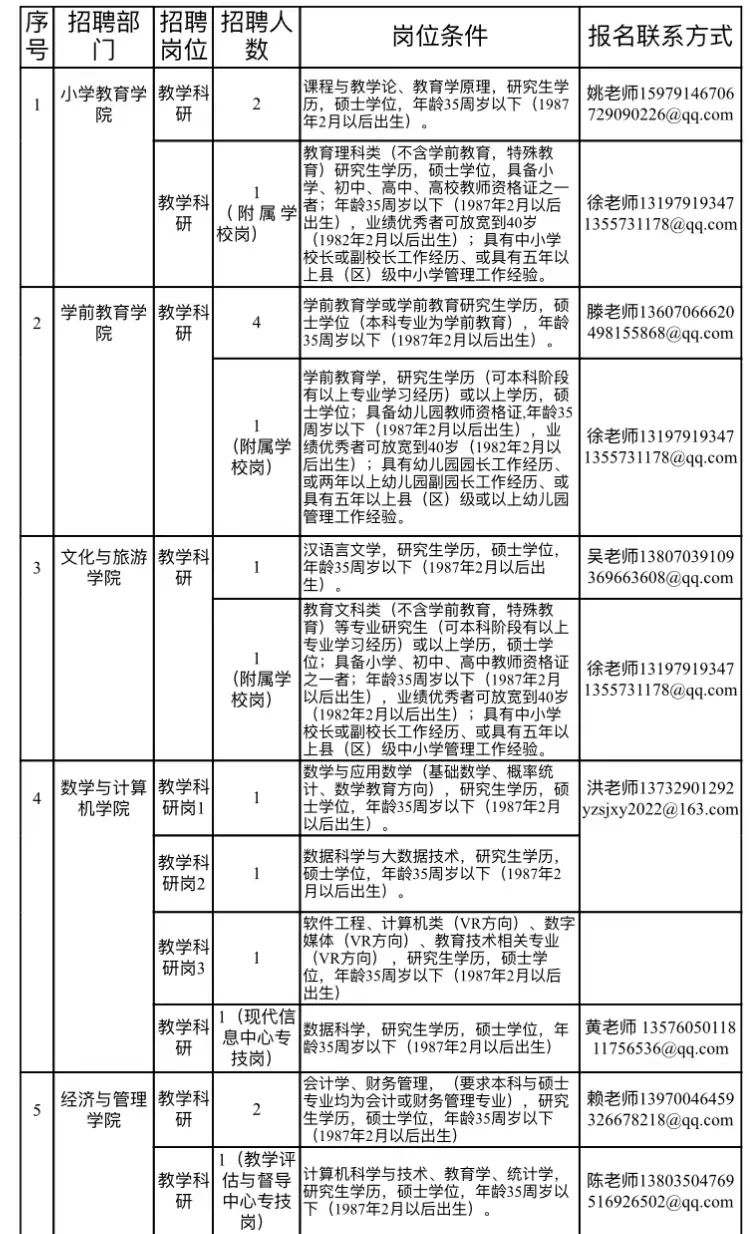 序号 招聘部门 招聘岗位 招聘人数 岗位条件 报名联系方式
1
小学教育学院
教学科研
2
课程与教学论、教育学原理，研究生学
历，硕士学位，年龄35周岁以下（1987
年2月以后出生）。
姚老师15979146706
729090226@qq.com
教学科研
1
（附属学
校岗）
教育理科类（不含学前教育，特殊教
育）研究生学历，硕士学位，具备小
学、初中、高中、高校教师资格证之一
者；年龄35周岁以下（1987年2月以后
出生），业绩优秀者可放宽到40岁
（1982年2月以后出生）；具有中小学
校长或副校长工作经历、或具有五年以
上县（区）级中小学管理工作经验。
徐老师13197919347
1355731178@qq.com
2
学前教育学院
教学科研
4
学前教育学或学前教育研究生学历，硕
士学位（本科专业为学前教育），年龄
35周岁以下（1987年2月以后出生）。
滕老师13607066620
498155868@qq.com
1
（附属学
校岗）
学前教育学，研究生学历（可本科阶段
有以上专业学习经历）或以上学历，硕
士学位；具备幼儿园教师资格证,年龄35
周岁以下（1987年2月以后出生），业
绩优秀者可放宽到40岁（1982年2月以
后出生）；具有幼儿园园长工作经历、
或两年以上幼儿园副园长工作经历、或
具有五年以上县（区）级或以上幼儿园
管理工作经验。
徐老师13197919347
1355731178@qq.com
3
文化与旅游
学院
教学科研
1
汉语言文学，研究生学历，硕士学位，
年龄35周岁以下（1987年2月以后出
生）。
吴老师13807039109
369663608@qq.com
1
（附属学
校岗）
教育文科类（不含学前教育，特殊教
育）等专业研究生（可本科阶段有以上
专业学习经历）或以上学历，硕士学
位；具备小学、初中、高中教师资格证
之一者；年龄35周岁以下（1987年2月
以后出生），业绩优秀者可放宽到40岁
（1982年2月以后出生）；具有中小学
校长或副校长工作经历、或具有五年以
上县（区）级中小学管理工作经验。
徐老师13197919347
1355731178@qq.com
4
数学与计算
机学院
教学科
研岗1
1
数学与应用数学（基础数学、概率统
计、数学教育方向），研究生学历，硕
士学位，年龄35周岁以下（1987年2月
以后出生）。
洪老师13732901292
yzsjxy2022@163.com
教学科
研岗2
1
数据科学与大数据技术，研究生学历，
硕士学位，年龄35周岁以下（1987年2
月以后出生）。
教学科
研岗3
1
软件工程、计算机类（VR方向）、数字
媒体（VR方向）、教育技术相关专业
（VR方向），研究生学历，硕士学
位，年龄35周岁以下（1987年2月以后
出生）
教学科
研
1（现代信
息中心专
技岗）
数据科学，研究生学历，硕士学位，年
龄35周岁以下（1987年2月以后出生）
黄老师 13576050118
11756536@qq.com
5
经济与管理
学院
教学科
研
2
会计学、财务管理，（要求本科与硕士
专业均为会计或财务管理专业），研究
生学历，硕士学位，年龄35周岁以下
（1987年2月以后出生）
赖老师13970046459
326678218@qq.com
教学科
研
1（教学评
估与督导
中心专技
岗）
计算机科学与技术、教育学、统计学，
研究生学历，硕士学位，年龄35周岁以
下（1987年2月以后出生）。
陈老师13803504769
516926502@qq.com